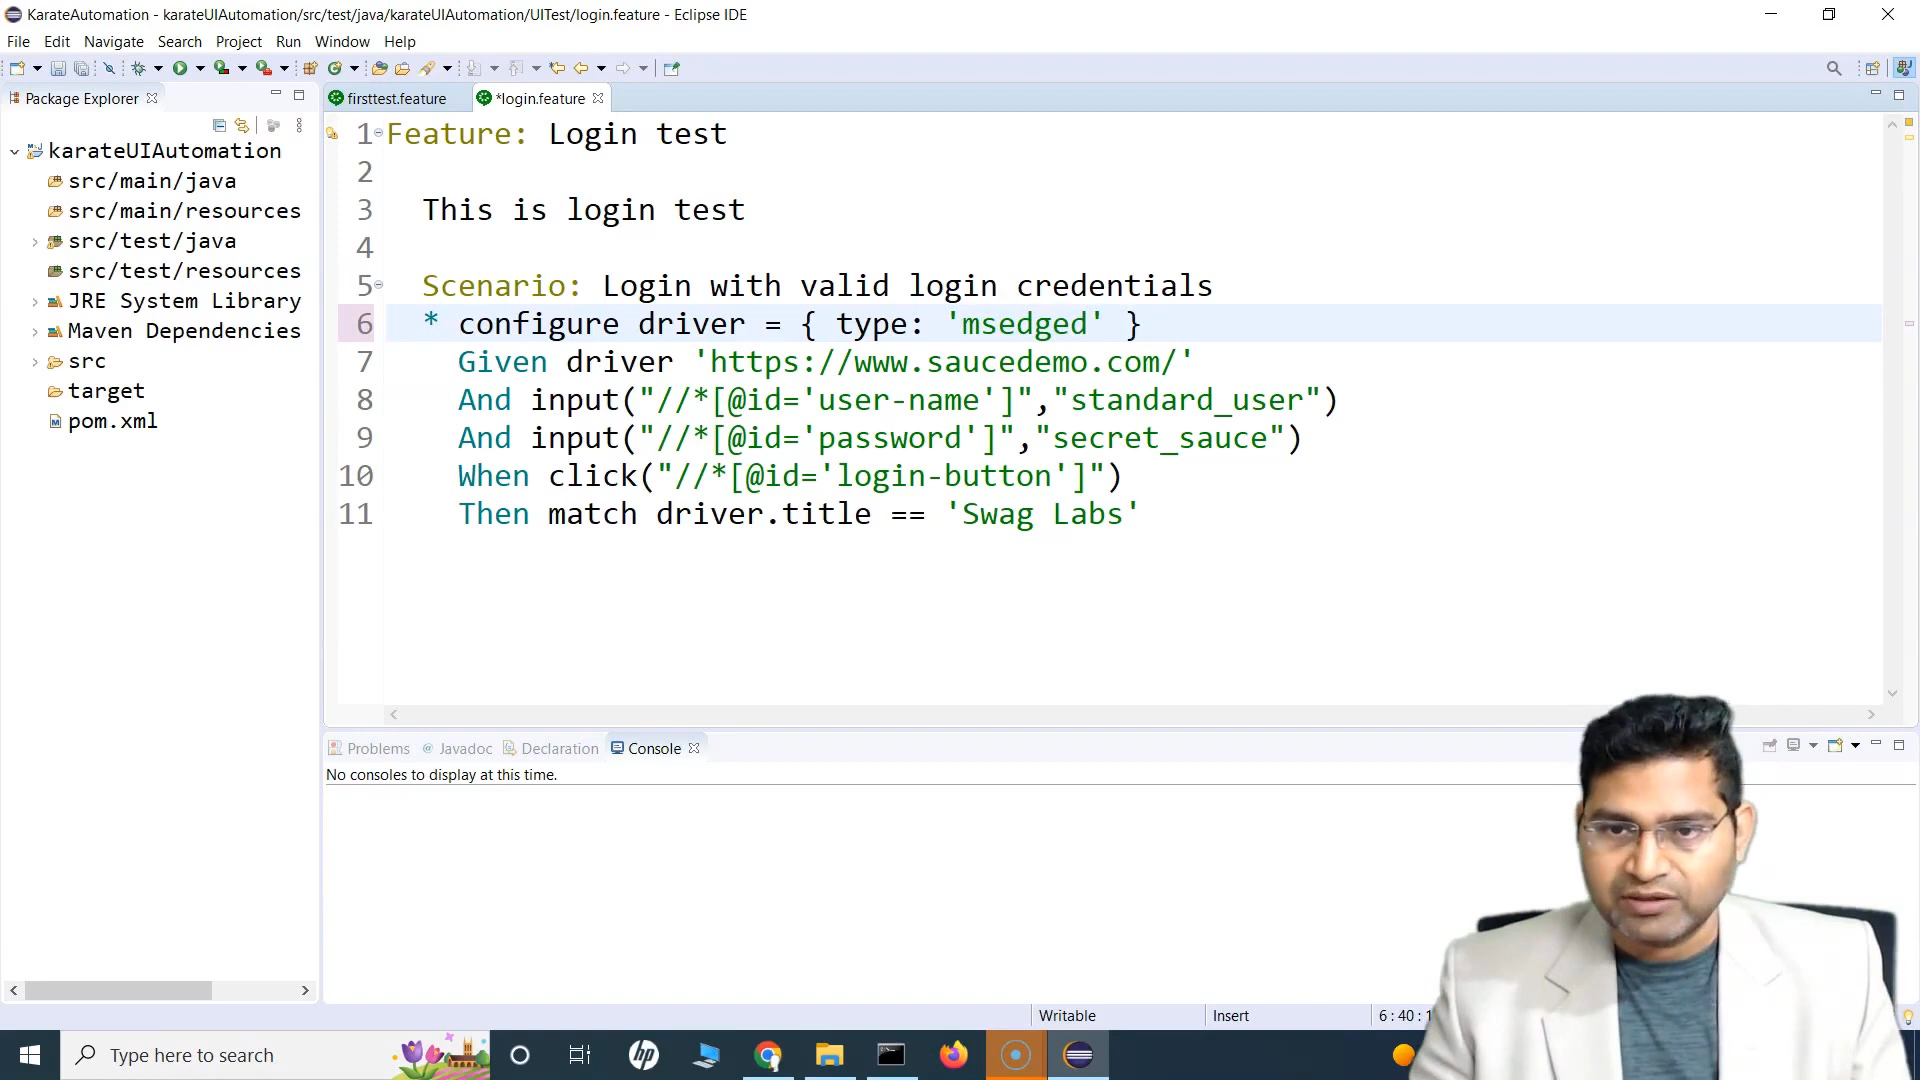 KarateAutomation - karateUIAutomation/src/test/java/karateUIAutomation/UITest/login.feature - Eclipse IDE
File Edit Navigate Search Project Run Window Help
Package Explorer
karateUIAutomation
src/main/java
src/main/resources
src/test/java
src/test/resources
JRE System Library
Maven Dependencies
src
target
pom.xml
firsttest.feature *login.feature
1 Feature: Login test
2
3 This is login test
4
5 Scenario: Login with valid login credentials
6 * configure driver = { type: 'msedged' }
7 Given driver 'https://www.saucedemo.com/'
8 And input("//*[@id='user-name']","standard_user")
9 And input("//*[@id='password']","secret_sauce")
10 When click("//*[@id='login-button']")
11 Then match driver.title == 'Swag Labs'
Problems @ Javadoc Declaration Console
No consoles to display at this time.
Writable Insert 6 : 40 : 1
Type here to search
hp